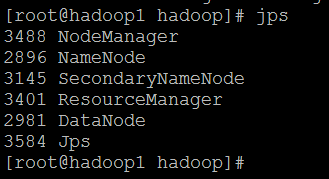 [root@hadoop1 hadoop]# jps
3488 NodeManager
2896 NameNode
3145 SecondaryNameNode
3401 ResourceManager
2981 DataNode
3584 Jps
[root@hadoop1 hadoop]#